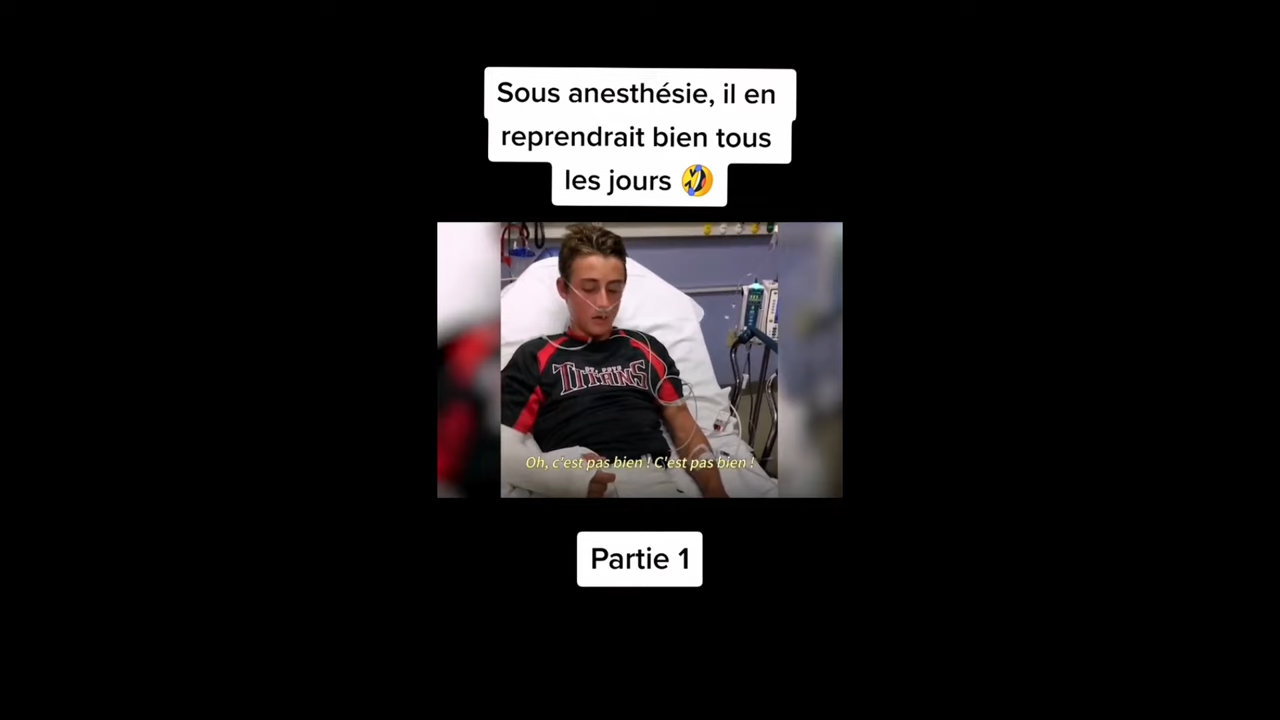 Sous anesthésie, il en
reprendrait bien tous
les jours 🤣
TITANS
Oh, c'est pas bien ! C'est pas bien !
Partie 1